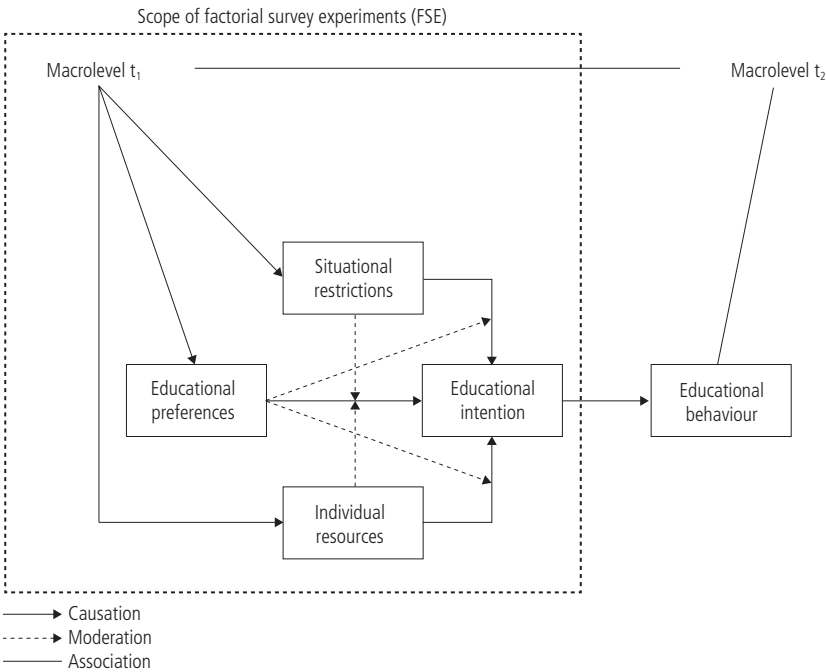 Scope of factorial survey experiments (FSE)
Macrolevel t₁
Macrolevel t₂
Situational
restrictions
Educational
preferences
Educational
intention
Educational
behaviour
Individual
resources
Causation
Moderation
Association